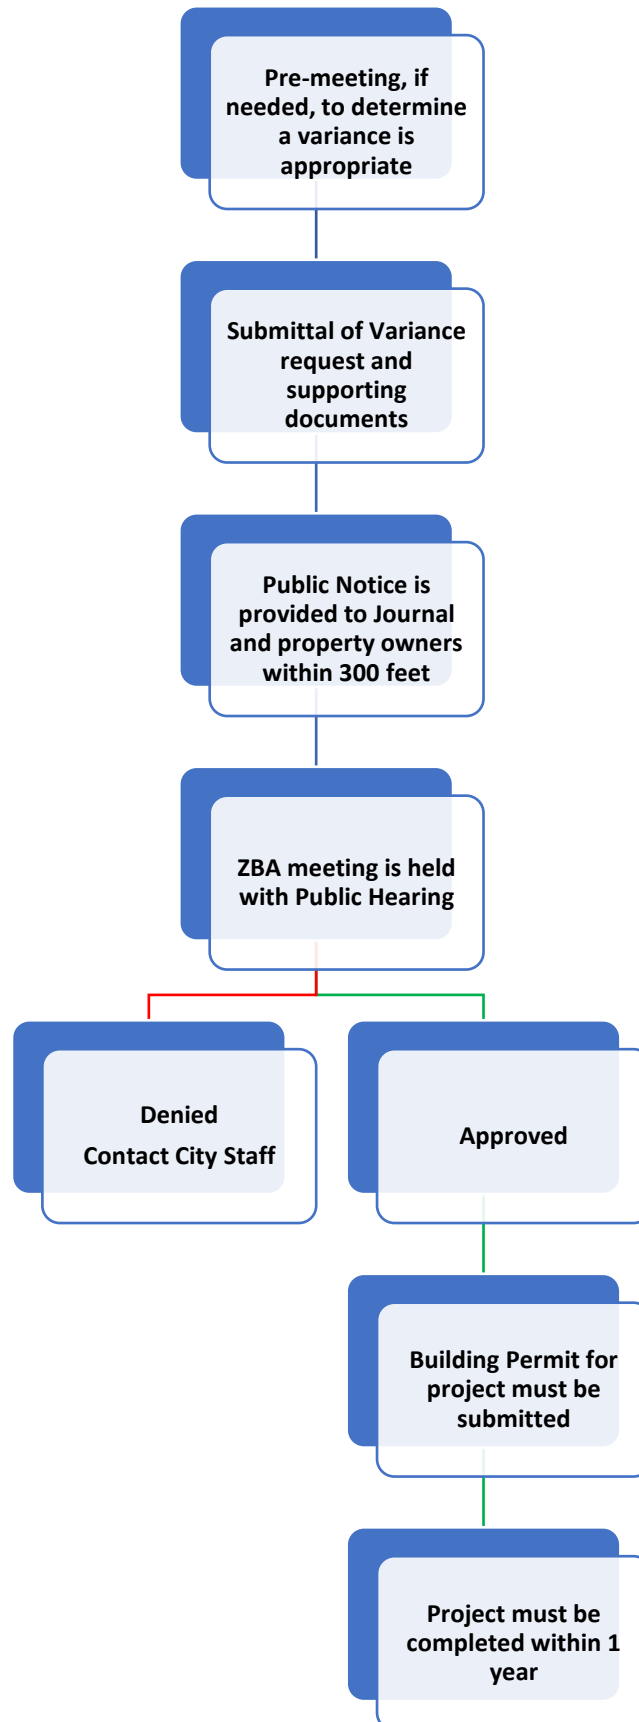 Pre-meeting, if
needed, to determine
a variance is
appropriate
Submittal of Variance
request and
supporting
documents
Public Notice is
provided to Journal
and property owners
within 300 feet
ZBA meeting is held
with Public Hearing
Denied
Contact City Staff
Approved
Building Permit for
project must be
submitted
Project must be
completed within 1
year